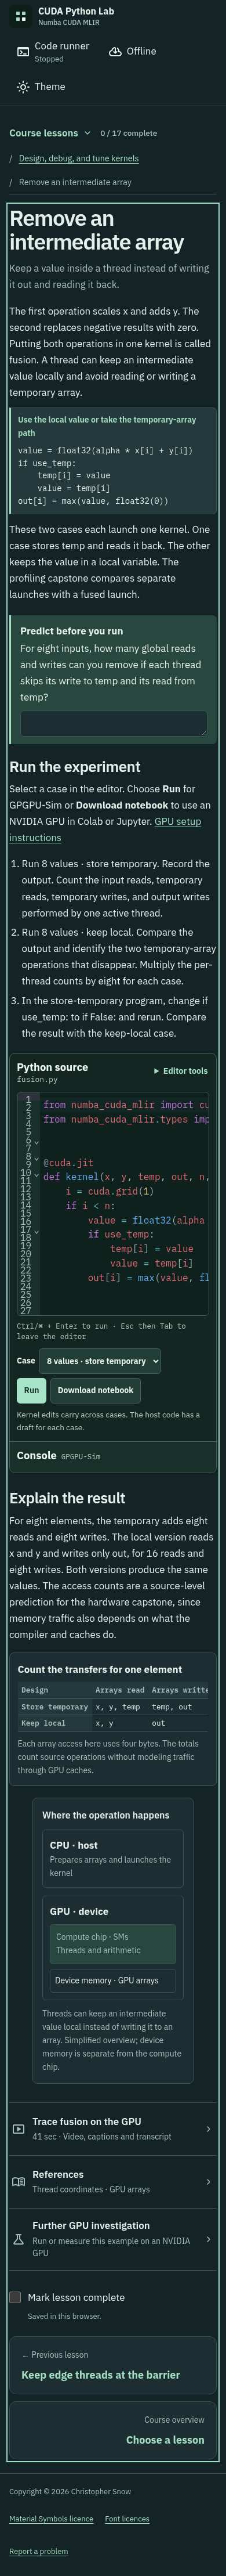 CUDA Python Lab
Numba CUDA MLIR
Code runner
Stopped
Offline
Theme
Course lessons
0 / 17 complete
/ Design, debug, and tune kernels
/ Remove an intermediate array
Remove an
intermediate array
Keep a value inside a thread instead of writing
it out and reading it back.
The first operation scales x and adds y. The
second replaces negative results with zero.
Putting both operations in one kernel is called
fusion. A thread can keep an intermediate
value locally and avoid reading or writing a
temporary array.
Use the local value or take the temporary-array
path
value = float32(alpha * x[i] + y[i])
if use_temp:
    temp[i] = value
    value = temp[i]
out[i] = max(value, float32(0))
These two cases each launch one kernel. One
case stores temp and reads it back. The other
keeps the value in a local variable. The
profiling capstone compares separate
launches with a fused launch.
Predict before you run
For eight inputs, how many global reads
and writes can you remove if each thread
skips its write to temp and its read from
temp?
Run the experiment
Select a case in the editor. Choose Run for
GPGPU-Sim or Download notebook to use an
NVIDIA GPU in Colab or Jupyter. GPU setup
instructions
1. Run 8 values · store temporary. Record the
output. Count the input reads, temporary
reads, temporary writes, and output writes
performed by one active thread.
2. Run 8 values · keep local. Compare the
output and identify the two temporary-array
operations that disappear. Multiply the per-
thread counts by eight for each case.
3. In the store-temporary program, change if
use_temp: to if False: and rerun. Compare
the result with the keep-local case.
Python source
fusion.py
Editor tools
1
2
3
4
5
6
7
8
9
10
11
12
13
14
15
16
17
18
19
20
21
22
23
24
25
26
27
from numba_cuda_mlir import cu
from numba_cuda_mlir.types imp
@cuda.jit
def kernel(x, y, temp, out, n,
    i = cuda.grid(1)
    if i < n:
        value = float32(alpha
        if use_temp:
            temp[i] = value
            value = temp[i]
        out[i] = max(value, fl
Ctrl/⌘ + Enter to run · Esc then Tab to
leave the editor
Case 8 values · store temporary
Run
Download notebook
Kernel edits carry across cases. The host code has a
draft for each case.
Console GPGPU-Sim
Explain the result
For eight elements, the temporary adds eight
reads and eight writes. The local version reads
x and y and writes only out, for 16 reads and
eight writes. Both versions produce the same
values. The access counts are a source-level
prediction for the hardware capstone, since
memory traffic also depends on what the
compiler and caches do.
Count the transfers for one element
Design Arrays read Arrays writte
Store temporary x, y, temp temp, out
Keep local x, y out
Each array access here uses four bytes. The totals
count source operations without modeling traffic
through GPU caches.
Where the operation happens
CPU · host
Prepares arrays and launches the
kernel
GPU · device
Compute chip · SMs
Threads and arithmetic
Device memory · GPU arrays
Threads can keep an intermediate
value local instead of writing it to an
array. Simplified overview; device
memory is separate from the compute
chip.
Trace fusion on the GPU
41 sec · Video, captions and transcript
References
Thread coordinates · GPU arrays
Further GPU investigation
Run or measure this example on an NVIDIA
GPU
Mark lesson complete
Saved in this browser.
← Previous lesson
Keep edge threads at the barrier
Course overview
Choose a lesson
Copyright © 2026 Christopher Snow
Material Symbols licence
Font licences
Report a problem